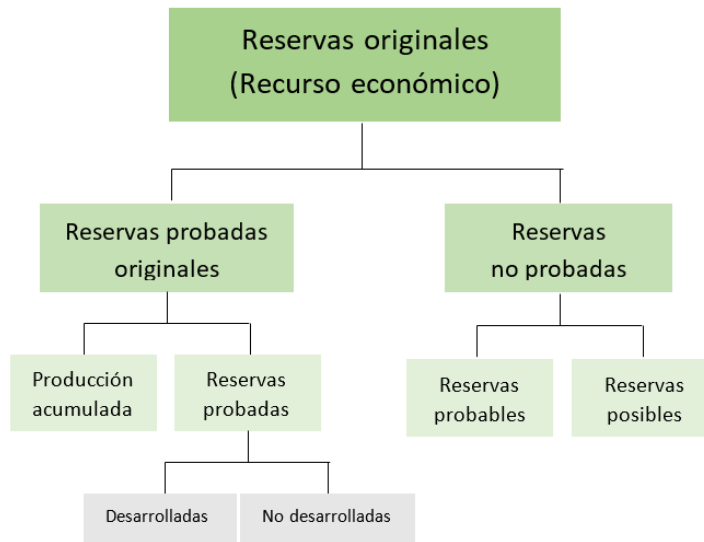 Reservas originales
(Recurso económico)
Reservas probadas
originales
Reservas
no probadas
Producción
acumulada
Reservas
probadas
Reservas
probables
Reservas
posibles
Desarrolladas
No desarrolladas